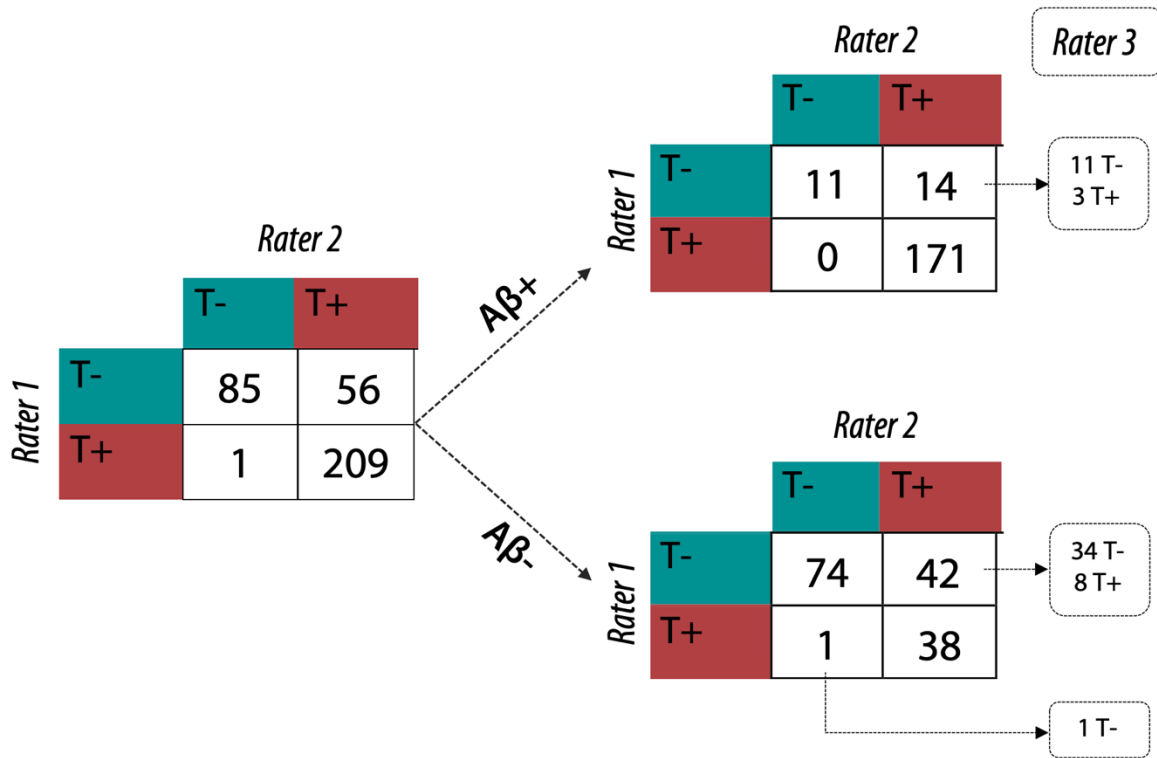 Rater 2
Rater 3
T- T+
Rater 1
T- 11 14
11 T-
3 T+
T+ 0 171
Rater 2
T- T+
Rater 1
T- 85 56
T+ 1 209
Aβ+
Aβ-
Rater 2
T- T+
Rater 1
T- 74 42
34 T-
8 T+
T+ 1 38
1 T-